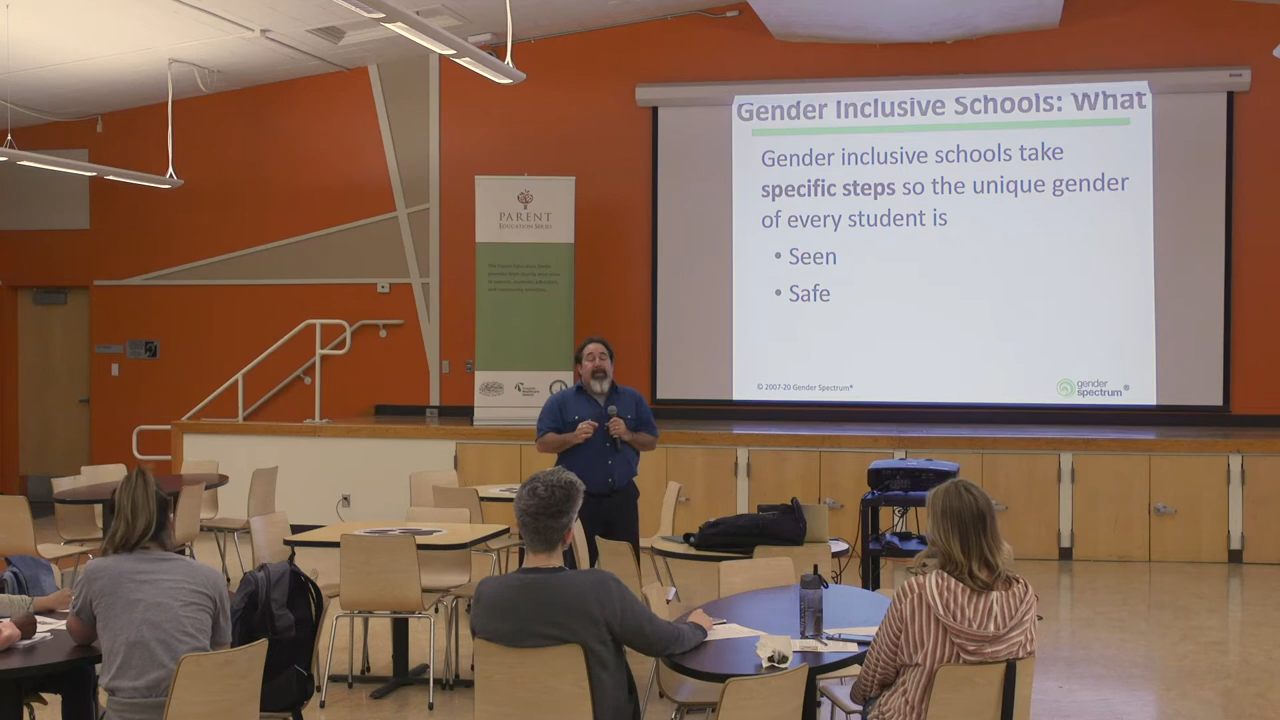 Gender Inclusive Schools: What
Gender inclusive schools take
specific steps so the unique gender
of every student is
• Seen
• Safe
© 2007-20 Gender Spectrum®
gender
spectrum®
PARENT
EDUCATION SERIES